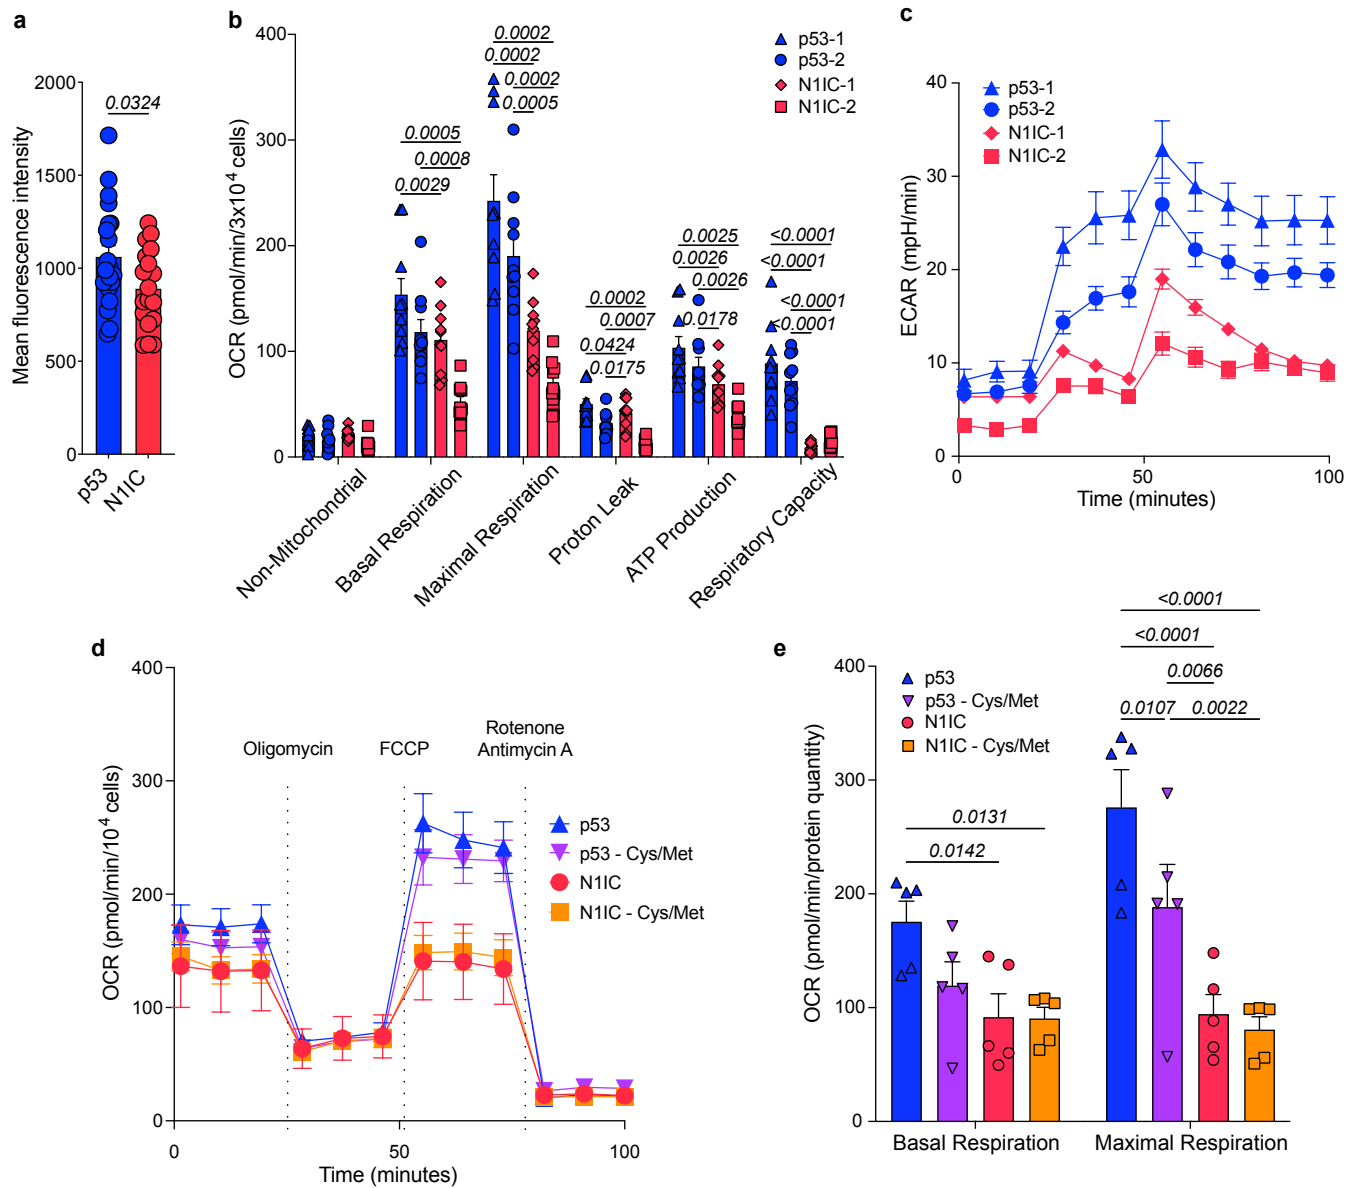 a
Mean fluorescence intensity
2000
1500
1000
500
0
0.0324
p53
N1IC
b
OCR (pmol/min/3x10⁴ cells)
400
300
200
100
0
0.0002
0.0002
0.0002
0.0005
0.0005
0.0008
0.0029
0.0002
0.0007
0.0424
0.0175
0.0025
0.0026
0.0026
0.0178
<0.0001
<0.0001
<0.0001
<0.0001
p53-1
p53-2
N1IC-1
N1IC-2
Non-Mitochondrial
Basal Respiration
Maximal Respiration
Proton Leak
ATP Production
Respiratory Capacity
c
ECAR (mpH/min)
40
30
20
10
0
p53-1
p53-2
N1IC-1
N1IC-2
0
50
100
Time (minutes)
d
OCR (pmol/min/10⁴ cells)
400
300
200
100
0
Oligomycin
FCCP
Rotenone
Antimycin A
p53
p53 - Cys/Met
N1IC
N1IC - Cys/Met
0
50
100
Time (minutes)
e
OCR (pmol/min/protein quantity)
400
300
200
100
0
p53
p53 - Cys/Met
N1IC
N1IC - Cys/Met
<0.0001
<0.0001
0.0066
0.0107
0.0022
0.0131
0.0142
Basal Respiration
Maximal Respiration